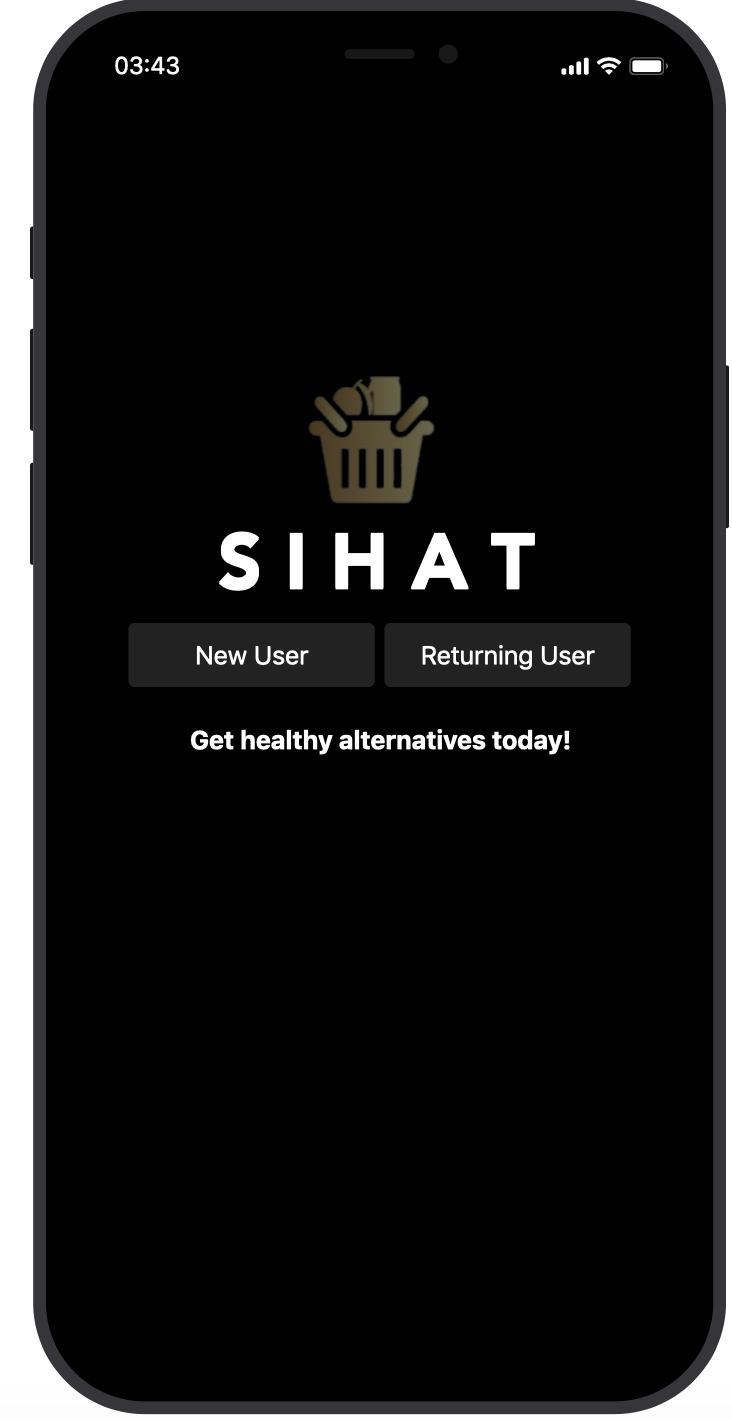 03:43
SIHAT
New User
Returning User
Get healthy alternatives today!